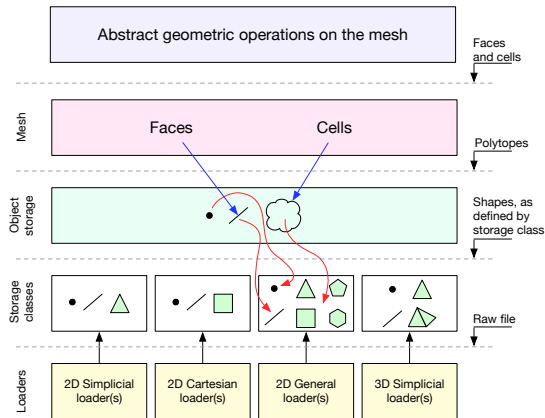 Abstract geometric operations on the mesh
Faces
and cells
Mesh
Faces
Cells
Polytopes
Object
storage
Shapes, as
defined by
storage class
Storage
classes
Raw file
Loaders
2D Simplicial
loader(s)
2D Cartesian
loader(s)
2D General
loader(s)
3D Simplicial
loader(s)